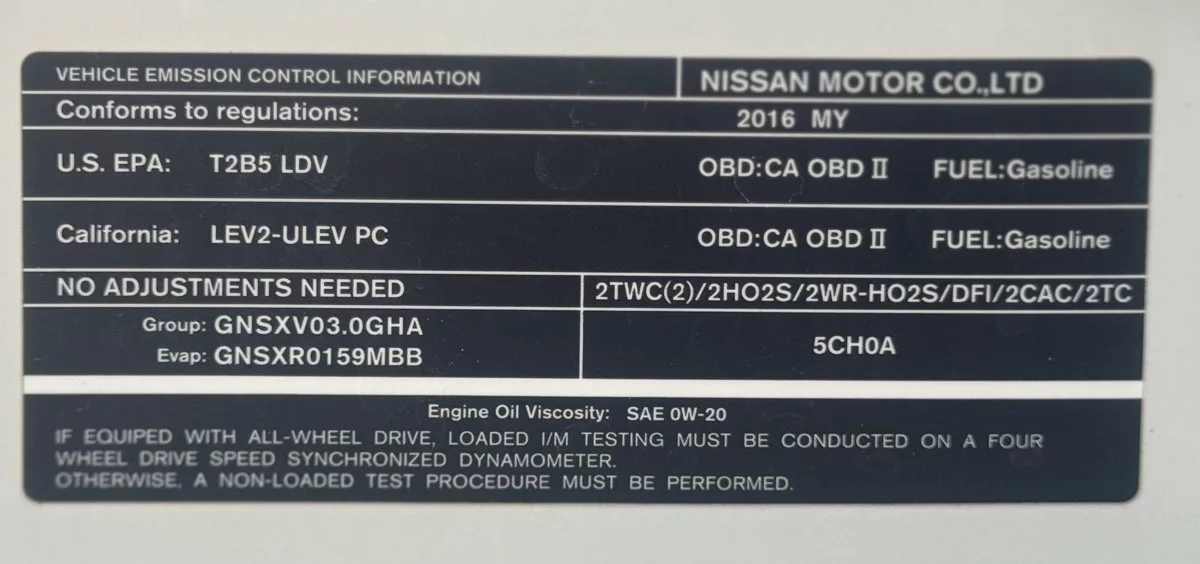 VEHICLE EMISSION CONTROL INFORMATION
NISSAN MOTOR CO.,LTD
Conforms to regulations:
2016 MY
U.S. EPA: T2B5 LDV OBD:CA OBD II FUEL:Gasoline
California: LEV2-ULEV PC OBD:CA OBD II FUEL:Gasoline
NO ADJUSTMENTS NEEDED
2TWC(2)/2HO2S/2WR-HO2S/DFI/2CAC/2TC
Group: GNSXV03.0GHA
Evap: GNSXR0159MBB
5CH0A
Engine Oil Viscosity: SAE 0W-20
IF EQUIPED WITH ALL-WHEEL DRIVE, LOADED I/M TESTING MUST BE CONDUCTED ON A FOUR
WHEEL DRIVE SPEED SYNCHRONIZED DYNAMOMETER.
OTHERWISE, A NON-LOADED TEST PROCEDURE MUST BE PERFORMED.